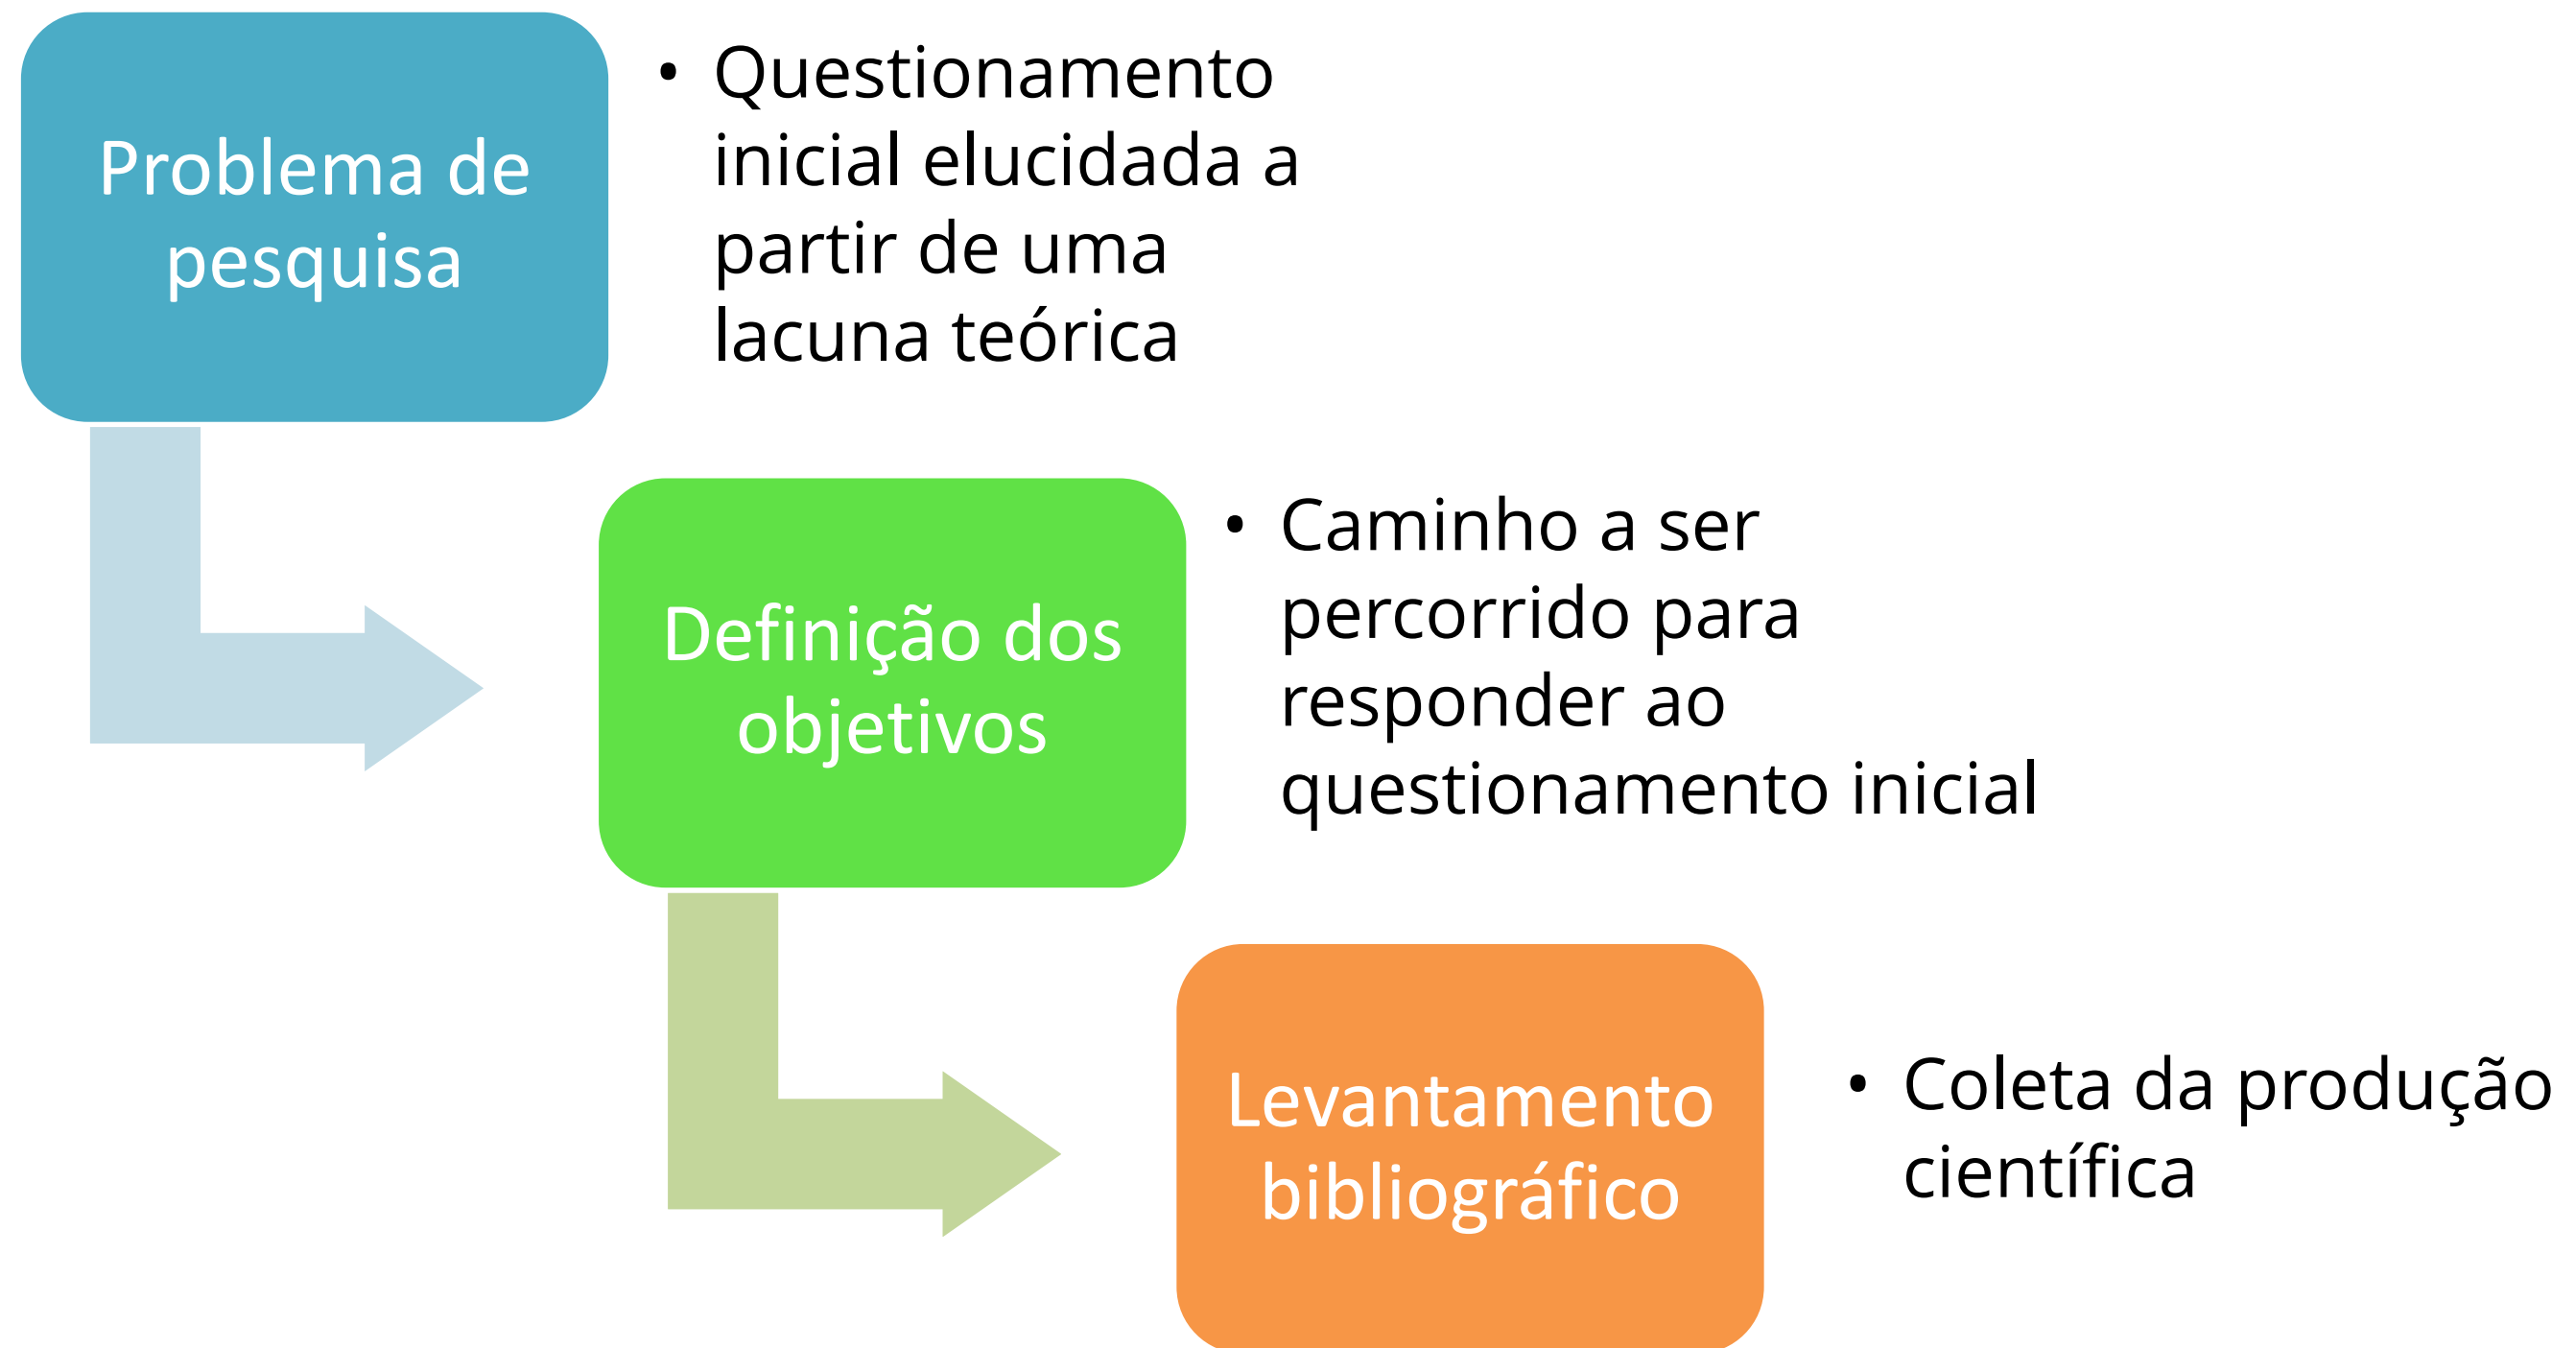 Problema de
pesquisa
• Questionamento
inicial elucidada a
partir de uma
lacuna teórica
Definição dos
objetivos
• Caminho a ser
percorrido para
responder ao
questionamento inicial
Levantamento
bibliográfico
• Coleta da produção
científica